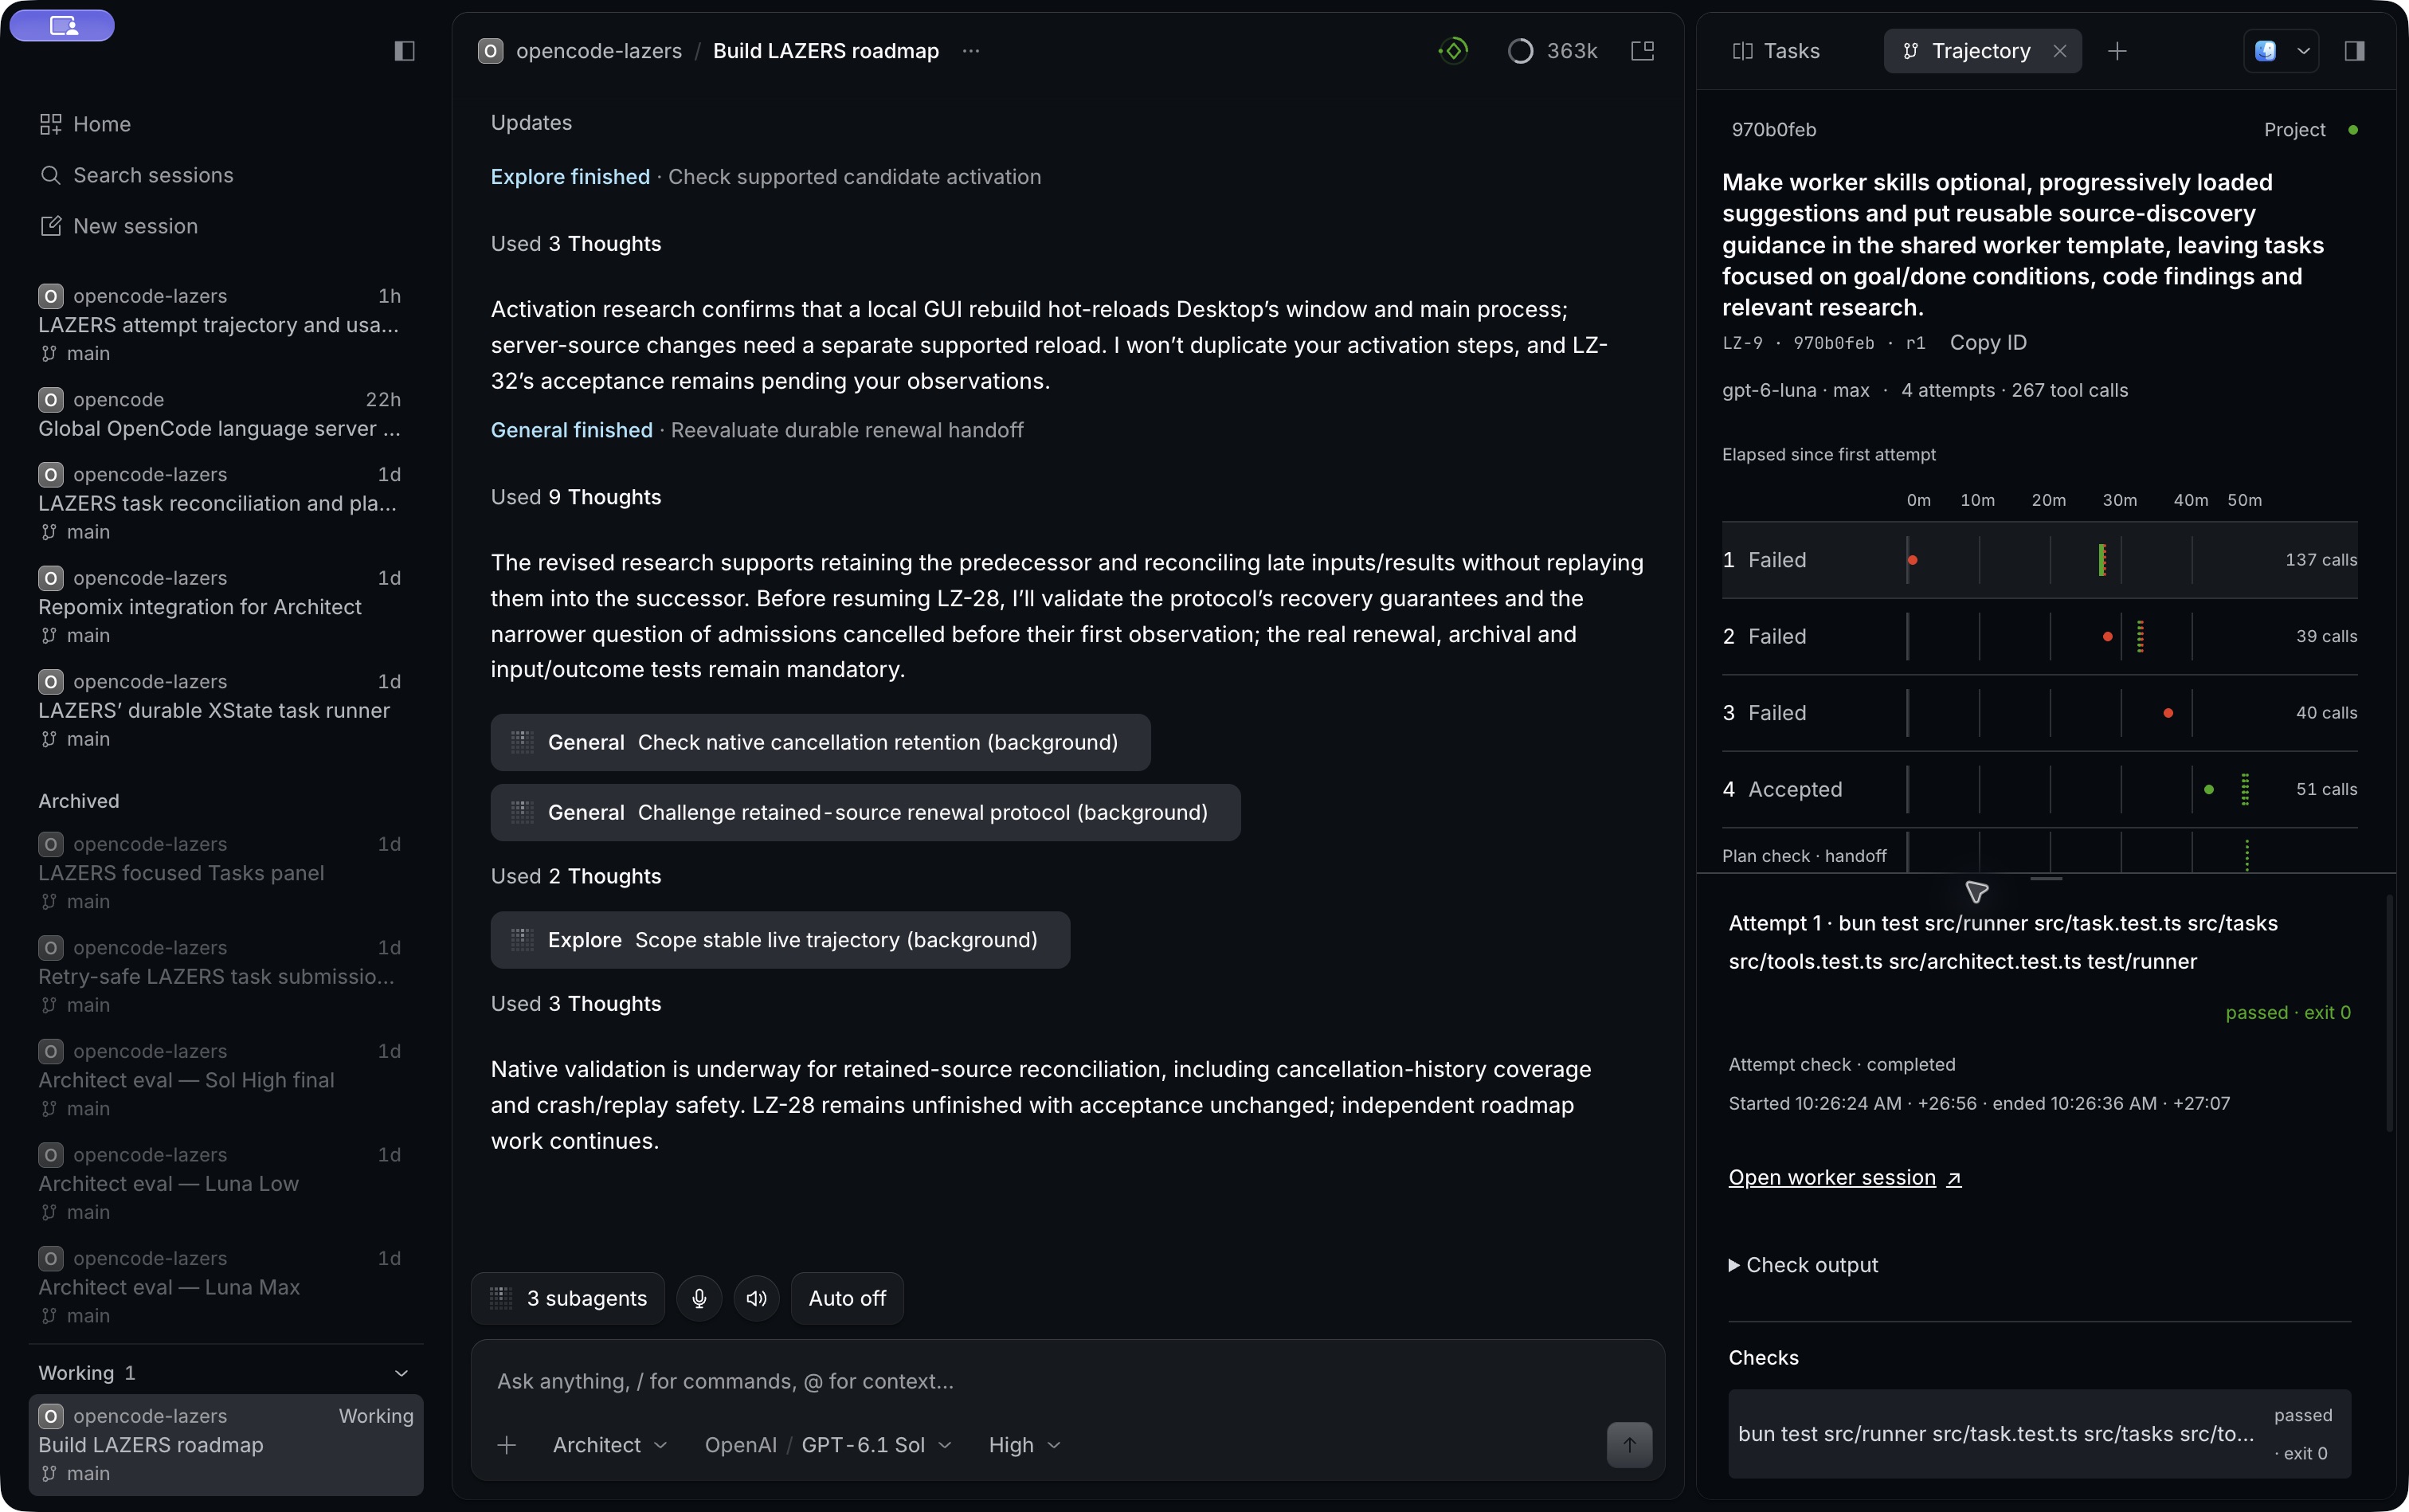 Home
Search sessions
New session
O opencode-lazers 1h
LAZERS attempt trajectory and usa...
main
O opencode 22h
Global OpenCode language server ...
O opencode-lazers 1d
LAZERS task reconciliation and pla...
main
O opencode-lazers 1d
Repomix integration for Architect
main
O opencode-lazers 1d
LAZERS’ durable XState task runner
main
Archived
O opencode-lazers 1d
LAZERS focused Tasks panel
main
O opencode-lazers 1d
Retry-safe LAZERS task submissio...
main
O opencode-lazers 1d
Architect eval — Sol High final
main
O opencode-lazers 1d
Architect eval — Luna Low
main
O opencode-lazers 1d
Architect eval — Luna Max
main
Working 1
O opencode-lazers Working
Build LAZERS roadmap
main
O opencode-lazers / Build LAZERS roadmap ··· 363k
Updates
Explore finished · Check supported candidate activation
Used 3 Thoughts
Activation research confirms that a local GUI rebuild hot-reloads Desktop’s window and main process;
server-source changes need a separate supported reload. I won’t duplicate your activation steps, and LZ-
32’s acceptance remains pending your observations.
General finished · Reevaluate durable renewal handoff
Used 9 Thoughts
The revised research supports retaining the predecessor and reconciling late inputs/results without replaying
them into the successor. Before resuming LZ-28, I’ll validate the protocol’s recovery guarantees and the
narrower question of admissions cancelled before their first observation; the real renewal, archival and
input/outcome tests remain mandatory.
General Check native cancellation retention (background)
General Challenge retained-source renewal protocol (background)
Used 2 Thoughts
Explore Scope stable live trajectory (background)
Used 3 Thoughts
Native validation is underway for retained-source reconciliation, including cancellation-history coverage
and crash/replay safety. LZ-28 remains unfinished with acceptance unchanged; independent roadmap
work continues.
3 subagents Auto off
Ask anything, / for commands, @ for context...
Architect OpenAI / GPT-6.1 Sol High
Tasks Trajectory
970b0feb Project
Make worker skills optional, progressively loaded
suggestions and put reusable source-discovery
guidance in the shared worker template, leaving tasks
focused on goal/done conditions, code findings and
relevant research.
LZ-9 · 970b0feb · r1 Copy ID
gpt-6-luna · max · 4 attempts · 267 tool calls
Elapsed since first attempt
0m 10m 20m 30m 40m 50m
1 Failed 137 calls
2 Failed 39 calls
3 Failed 40 calls
4 Accepted 51 calls
Plan check · handoff
Attempt 1 · bun test src/runner src/task.test.ts src/tasks
src/tools.test.ts src/architect.test.ts test/runner
passed · exit 0
Attempt check · completed
Started 10:26:24 AM · +26:56 · ended 10:26:36 AM · +27:07
Open worker session
Check output
Checks
bun test src/runner src/task.test.ts src/tasks src/to... passed
· exit 0